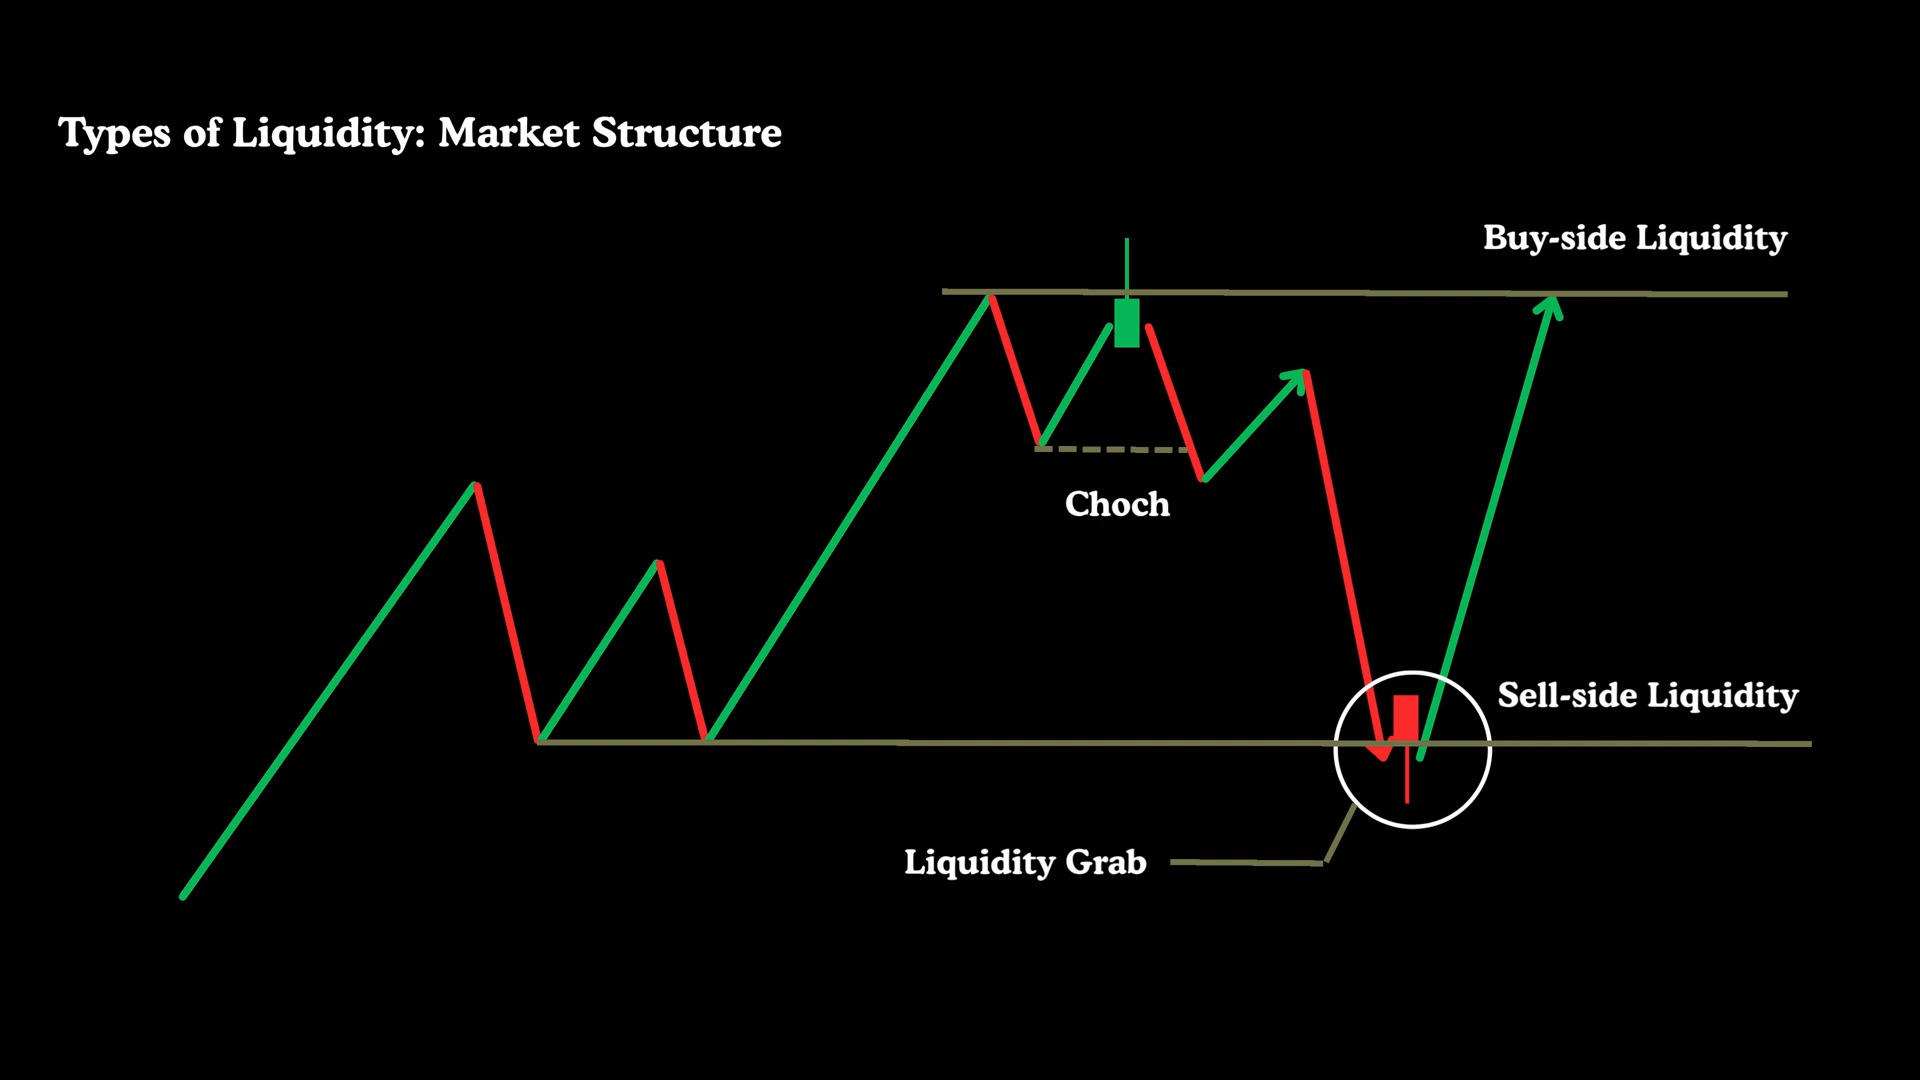 Types of Liquidity: Market Structure
Buy-side Liquidity
Choch
Sell-side Liquidity
Liquidity Grab